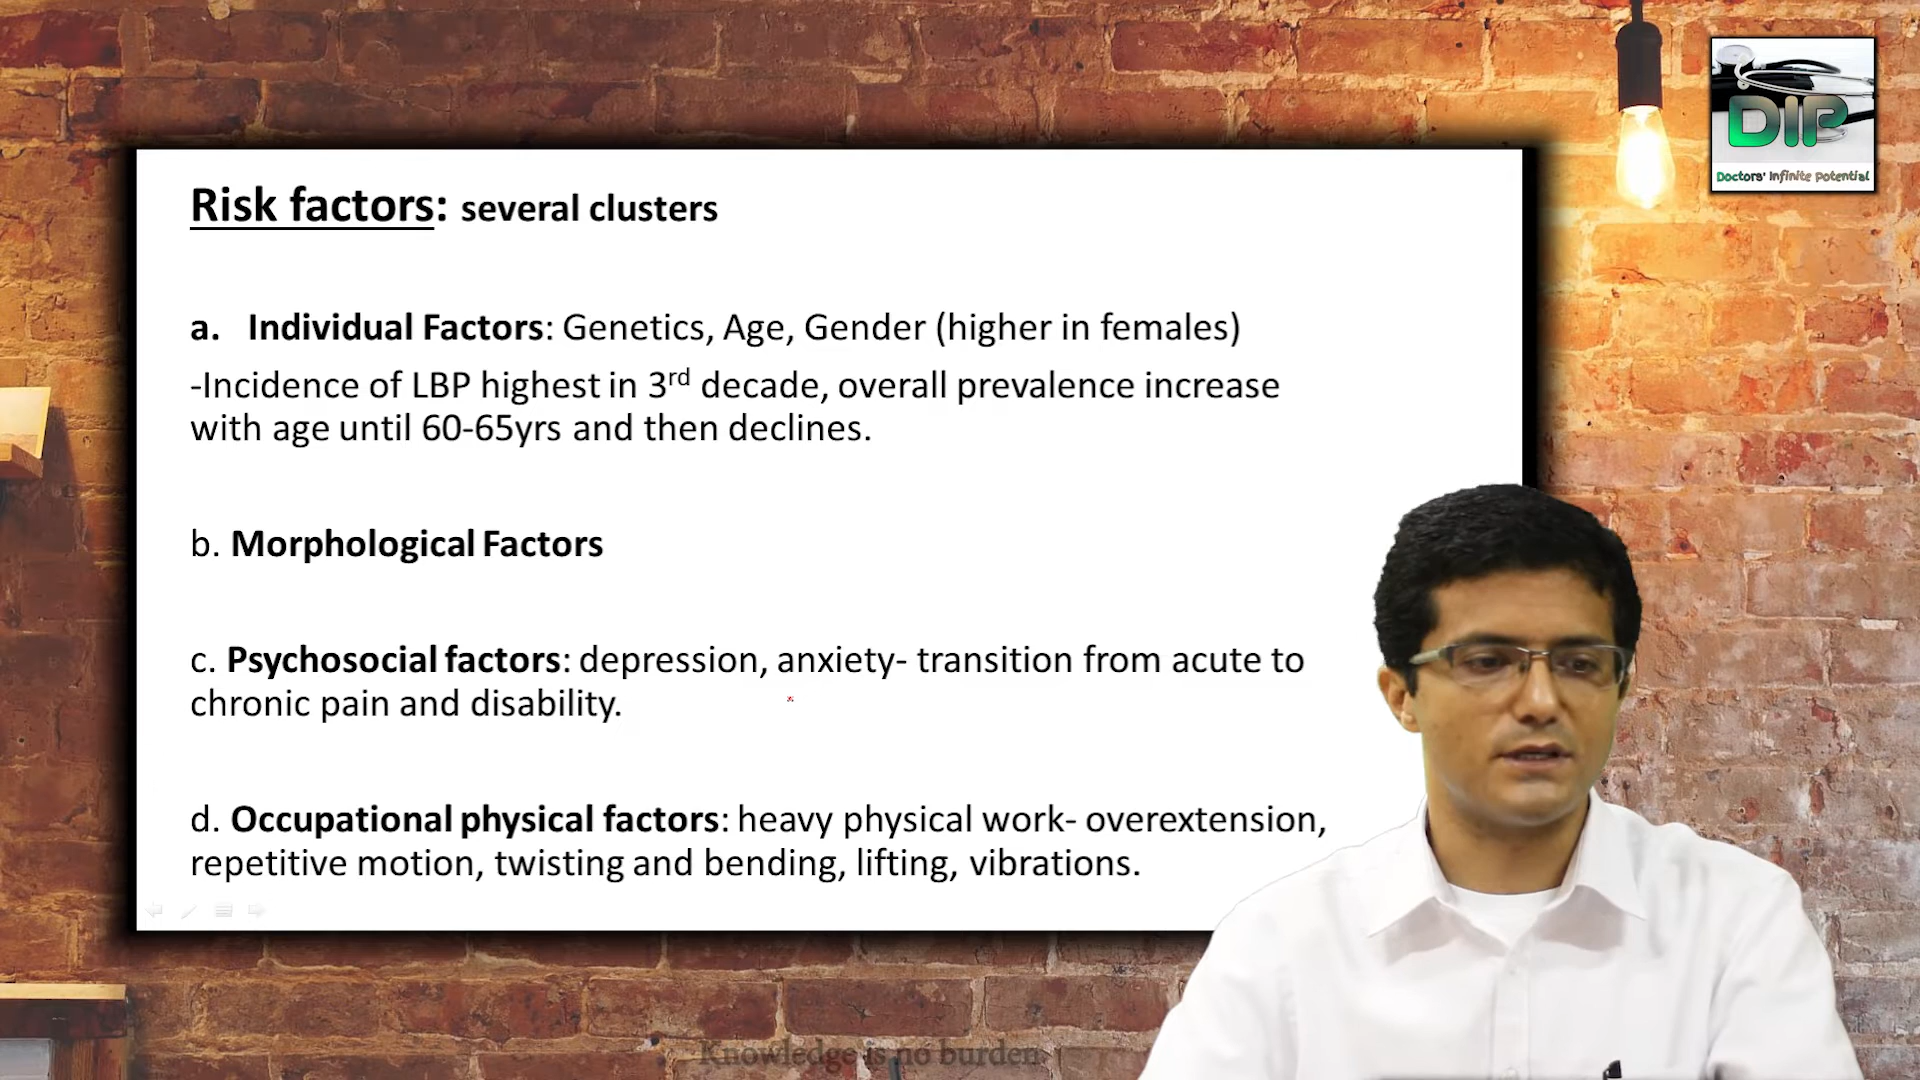 DIP
Doctors' Infinite Potential
Risk factors: several clusters
a. Individual Factors: Genetics, Age, Gender (higher in females)
-Incidence of LBP highest in 3rd decade, overall prevalence increase
with age until 60-65yrs and then declines.
b. Morphological Factors
c. Psychosocial factors: depression, anxiety- transition from acute to
chronic pain and disability.
d. Occupational physical factors: heavy physical work- overextension,
repetitive motion, twisting and bending, lifting, vibrations.
Knowledge is no burden